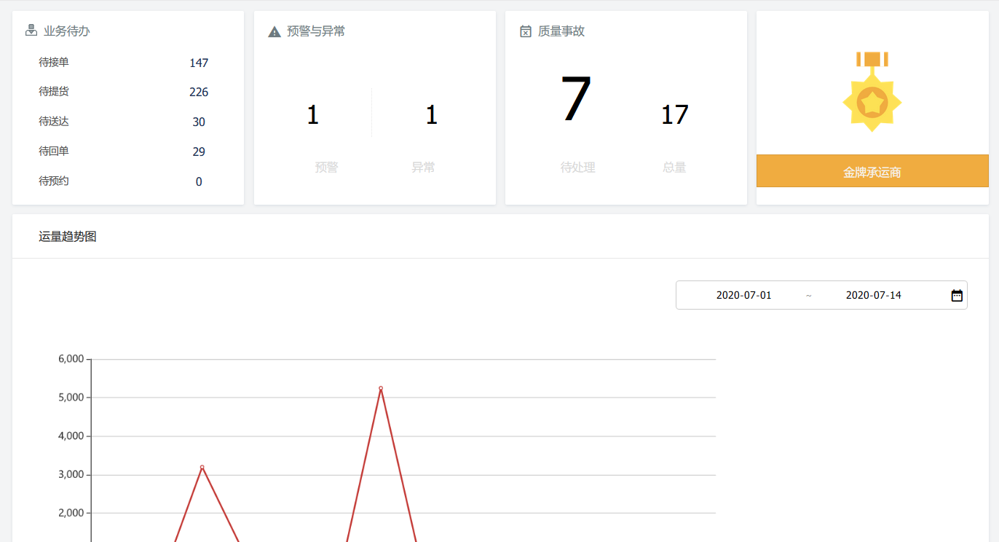 业务待办
待接单 147
待提货 226
待送达 30
待回单 29
待预约 0
预警与异常
1 1
预警 异常
质量事故
7 17
待处理 总量
金牌承运商
运量趋势图
2020-07-01 ~ 2020-07-14
6,000
5,000
4,000
3,000
2,000